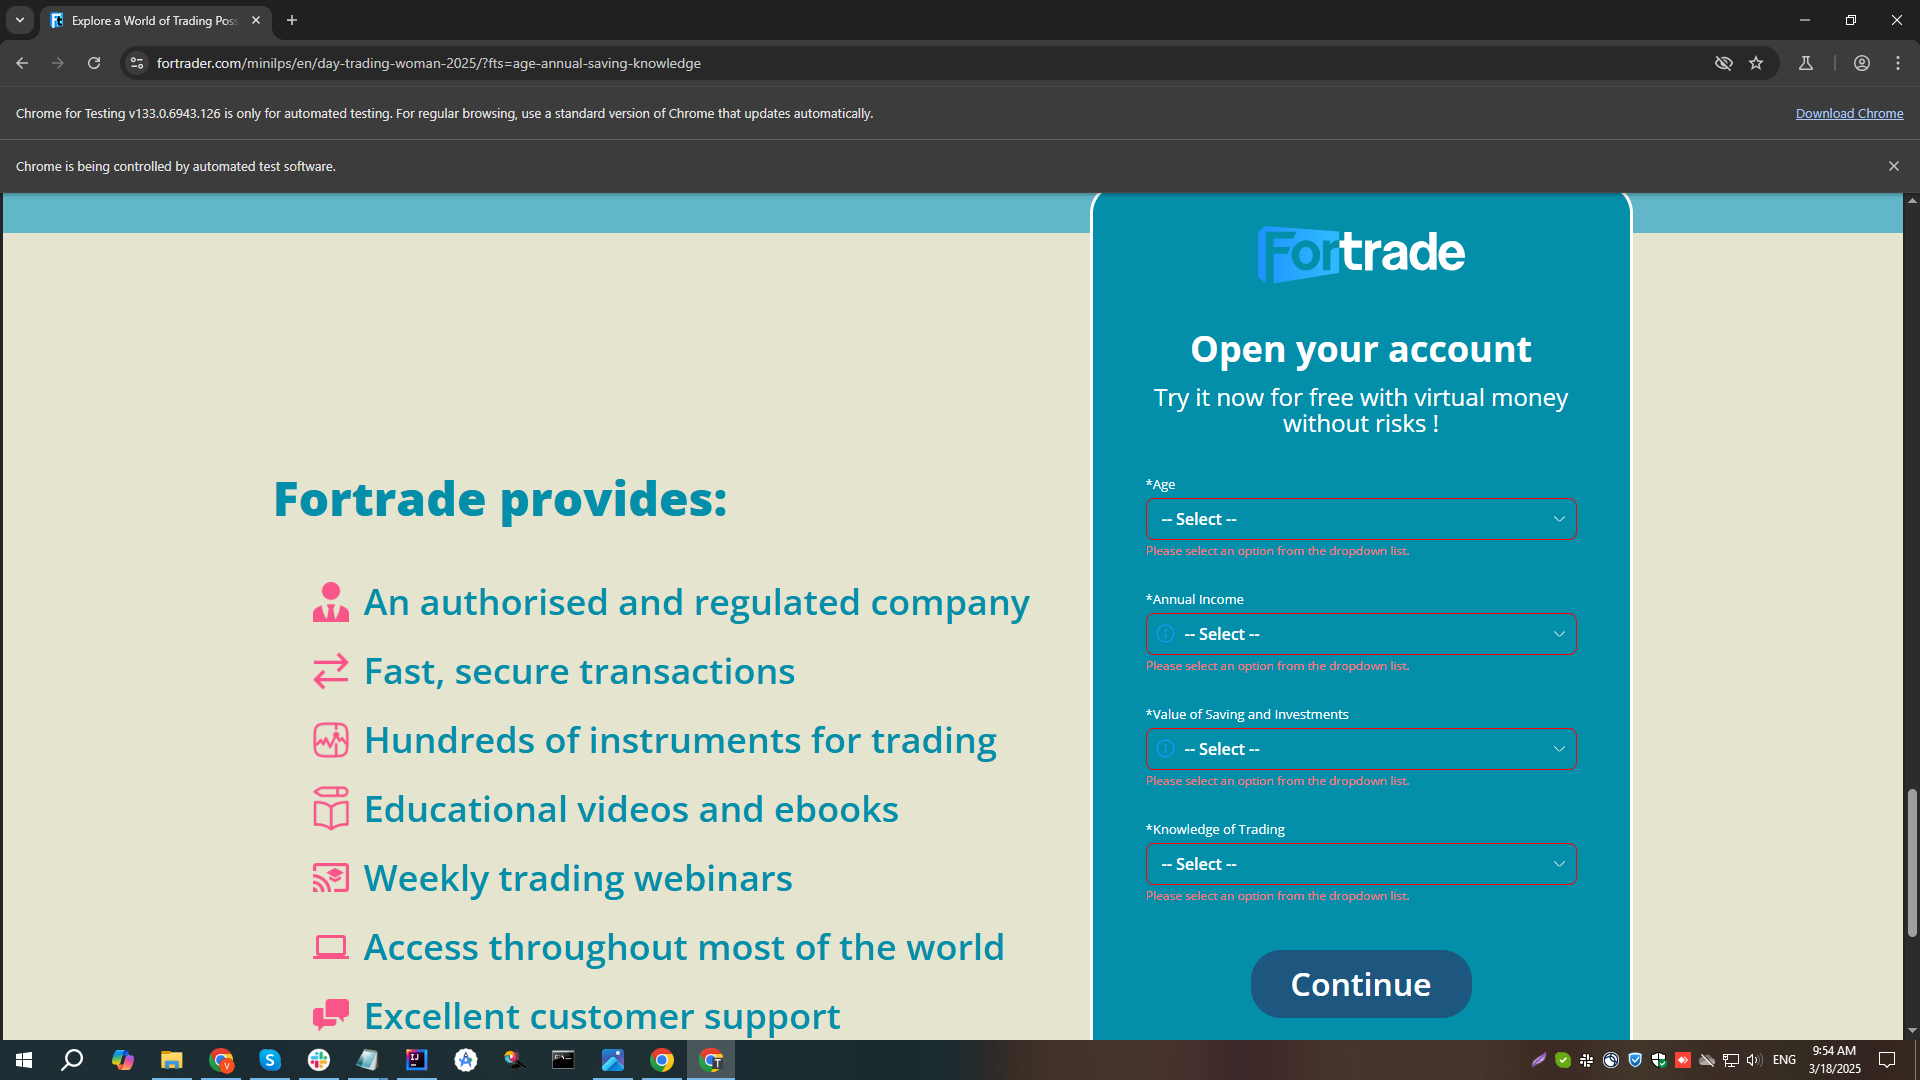 Explore a World of Trading Poss
fortrader.com/minilps/en/day-trading-woman-2025/?fts=age-annual-saving-knowledge
Chrome for Testing v133.0.6943.126 is only for automated testing. For regular browsing, use a standard version of Chrome that updates automatically.
Download Chrome
Chrome is being controlled by automated test software.
Fortrade
Open your account
Try it now for free with virtual money
without risks !
*Age
-- Select --
Please select an option from the dropdown list.
*Annual Income
-- Select --
Please select an option from the dropdown list.
*Value of Saving and Investments
-- Select --
Please select an option from the dropdown list.
*Knowledge of Trading
-- Select --
Please select an option from the dropdown list.
Continue
Fortrade provides:
An authorised and regulated company
Fast, secure transactions
Hundreds of instruments for trading
Educational videos and ebooks
Weekly trading webinars
Access throughout most of the world
Excellent customer support
ENG
9:54 AM
3/18/2025